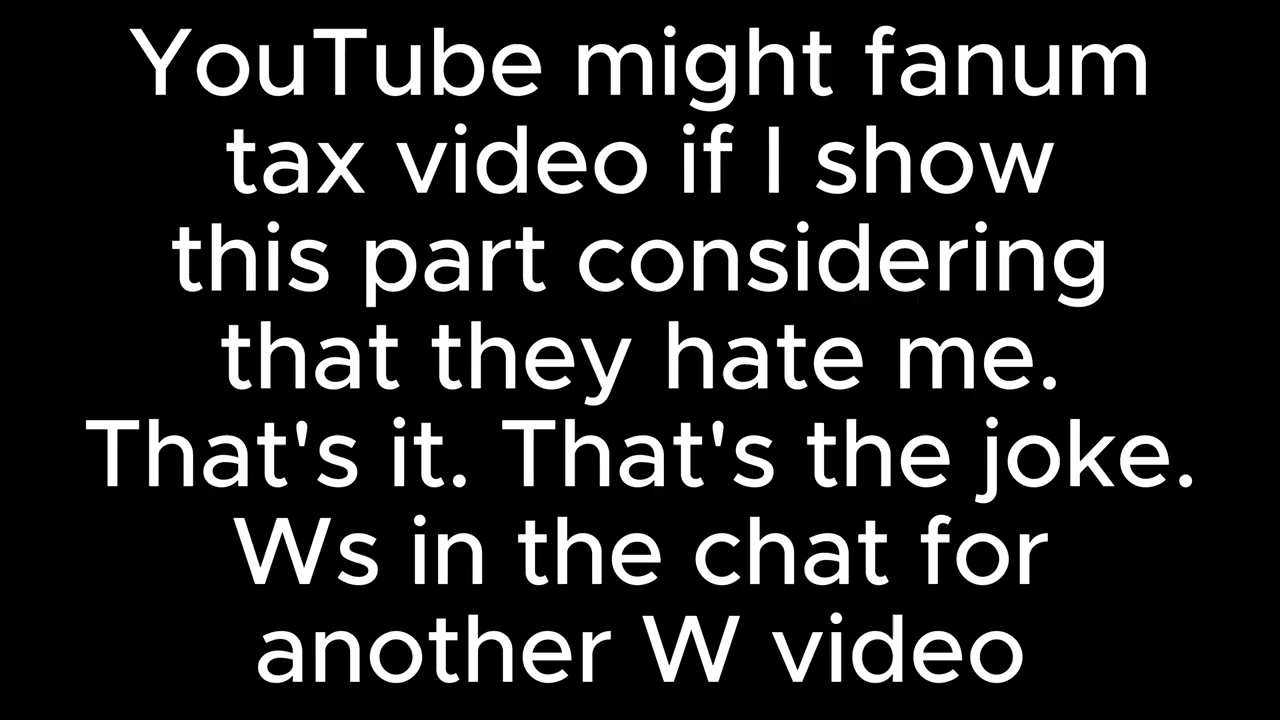 YouTube might fanum
tax video if I show
this part considering
that they hate me.
That's it. That's the joke.
Ws in the chat for
another W video